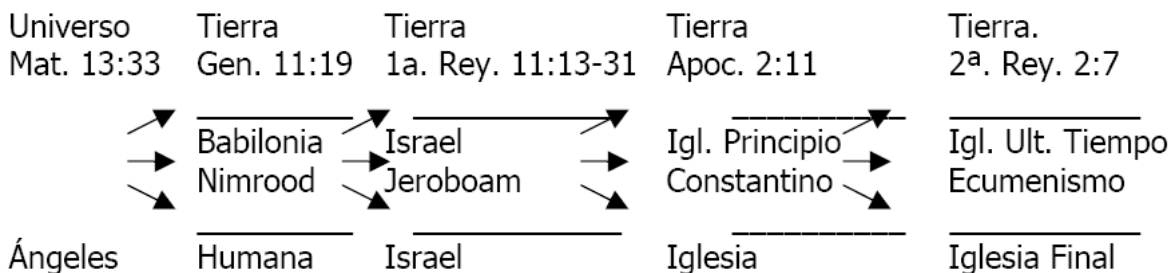 Universo Tierra Tierra Tierra Tierra.
Mat. 13:33 Gen. 11:19 1a. Rey. 11:13-31 Apoc. 2:11 2ª. Rey. 2:7
Babilonia Israel Igl. Principio Igl. Ult. Tiempo
Nimrood Jeroboam Constantino Ecumenismo
Ángeles Humana Israel Iglesia Iglesia Final